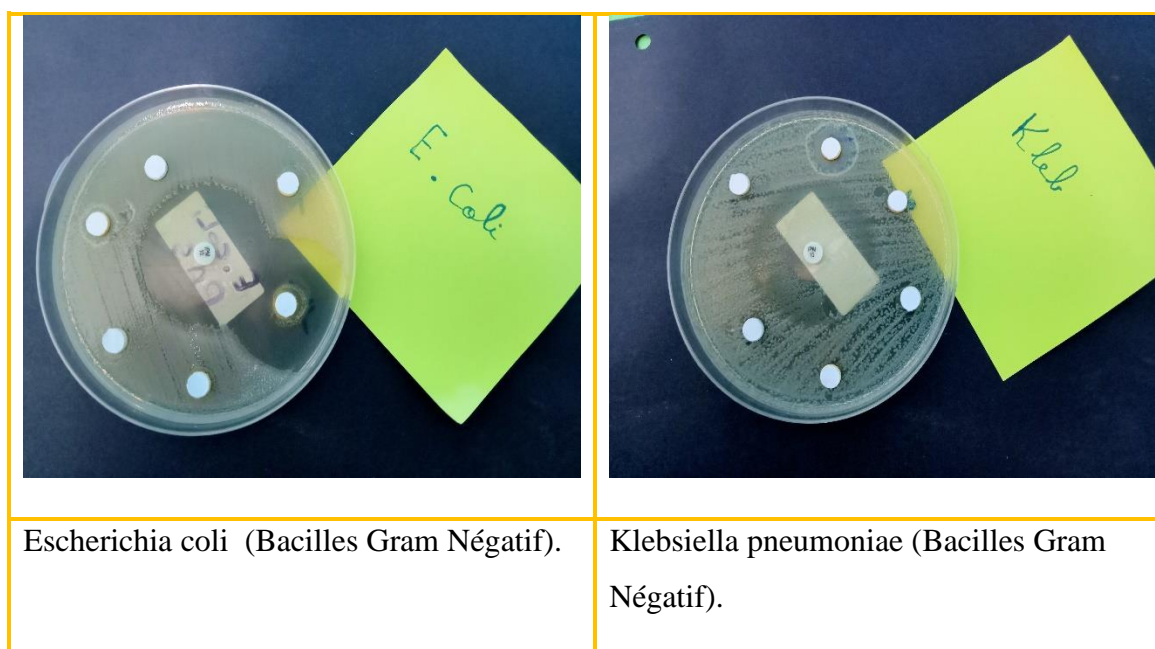 E. Coli
Kleb
Escherichia coli (Bacilles Gram Négatif).
Klebsiella pneumoniae (Bacilles Gram
Négatif).